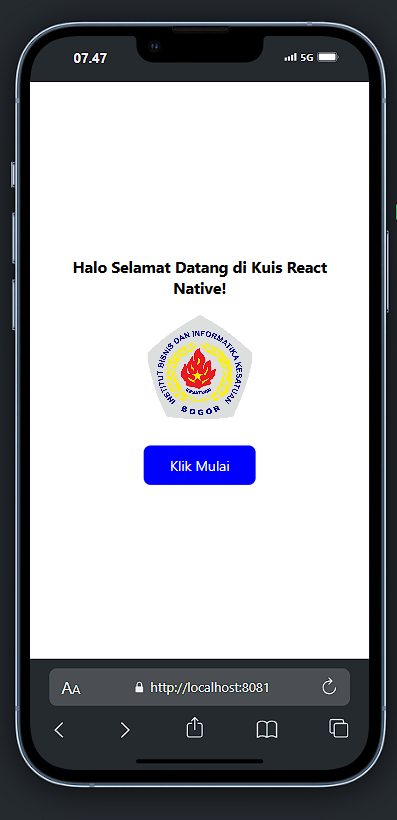 07.47
5G
Halo Selamat Datang di Kuis React
Native!
INSTITUT BISNIS DAN INFORMATIKA KESATUAN
KESATUAN
BOGOR
Klik Mulai
AA
http://localhost:8081